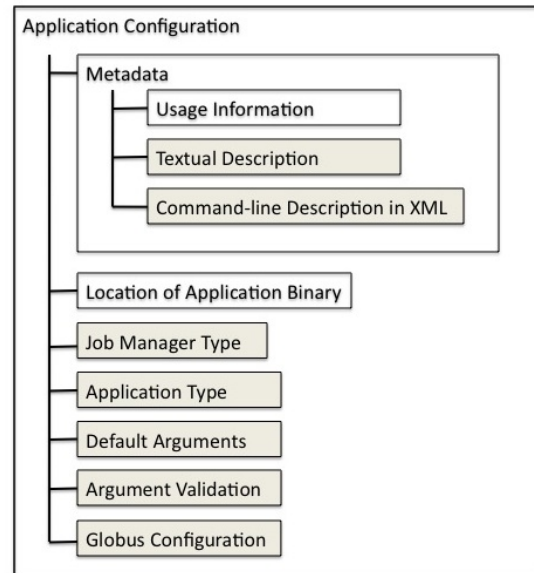 Application Configuration
Metadata
Usage Information
Textual Description
Command-line Description in XML
Location of Application Binary
Job Manager Type
Application Type
Default Arguments
Argument Validation
Globus Configuration